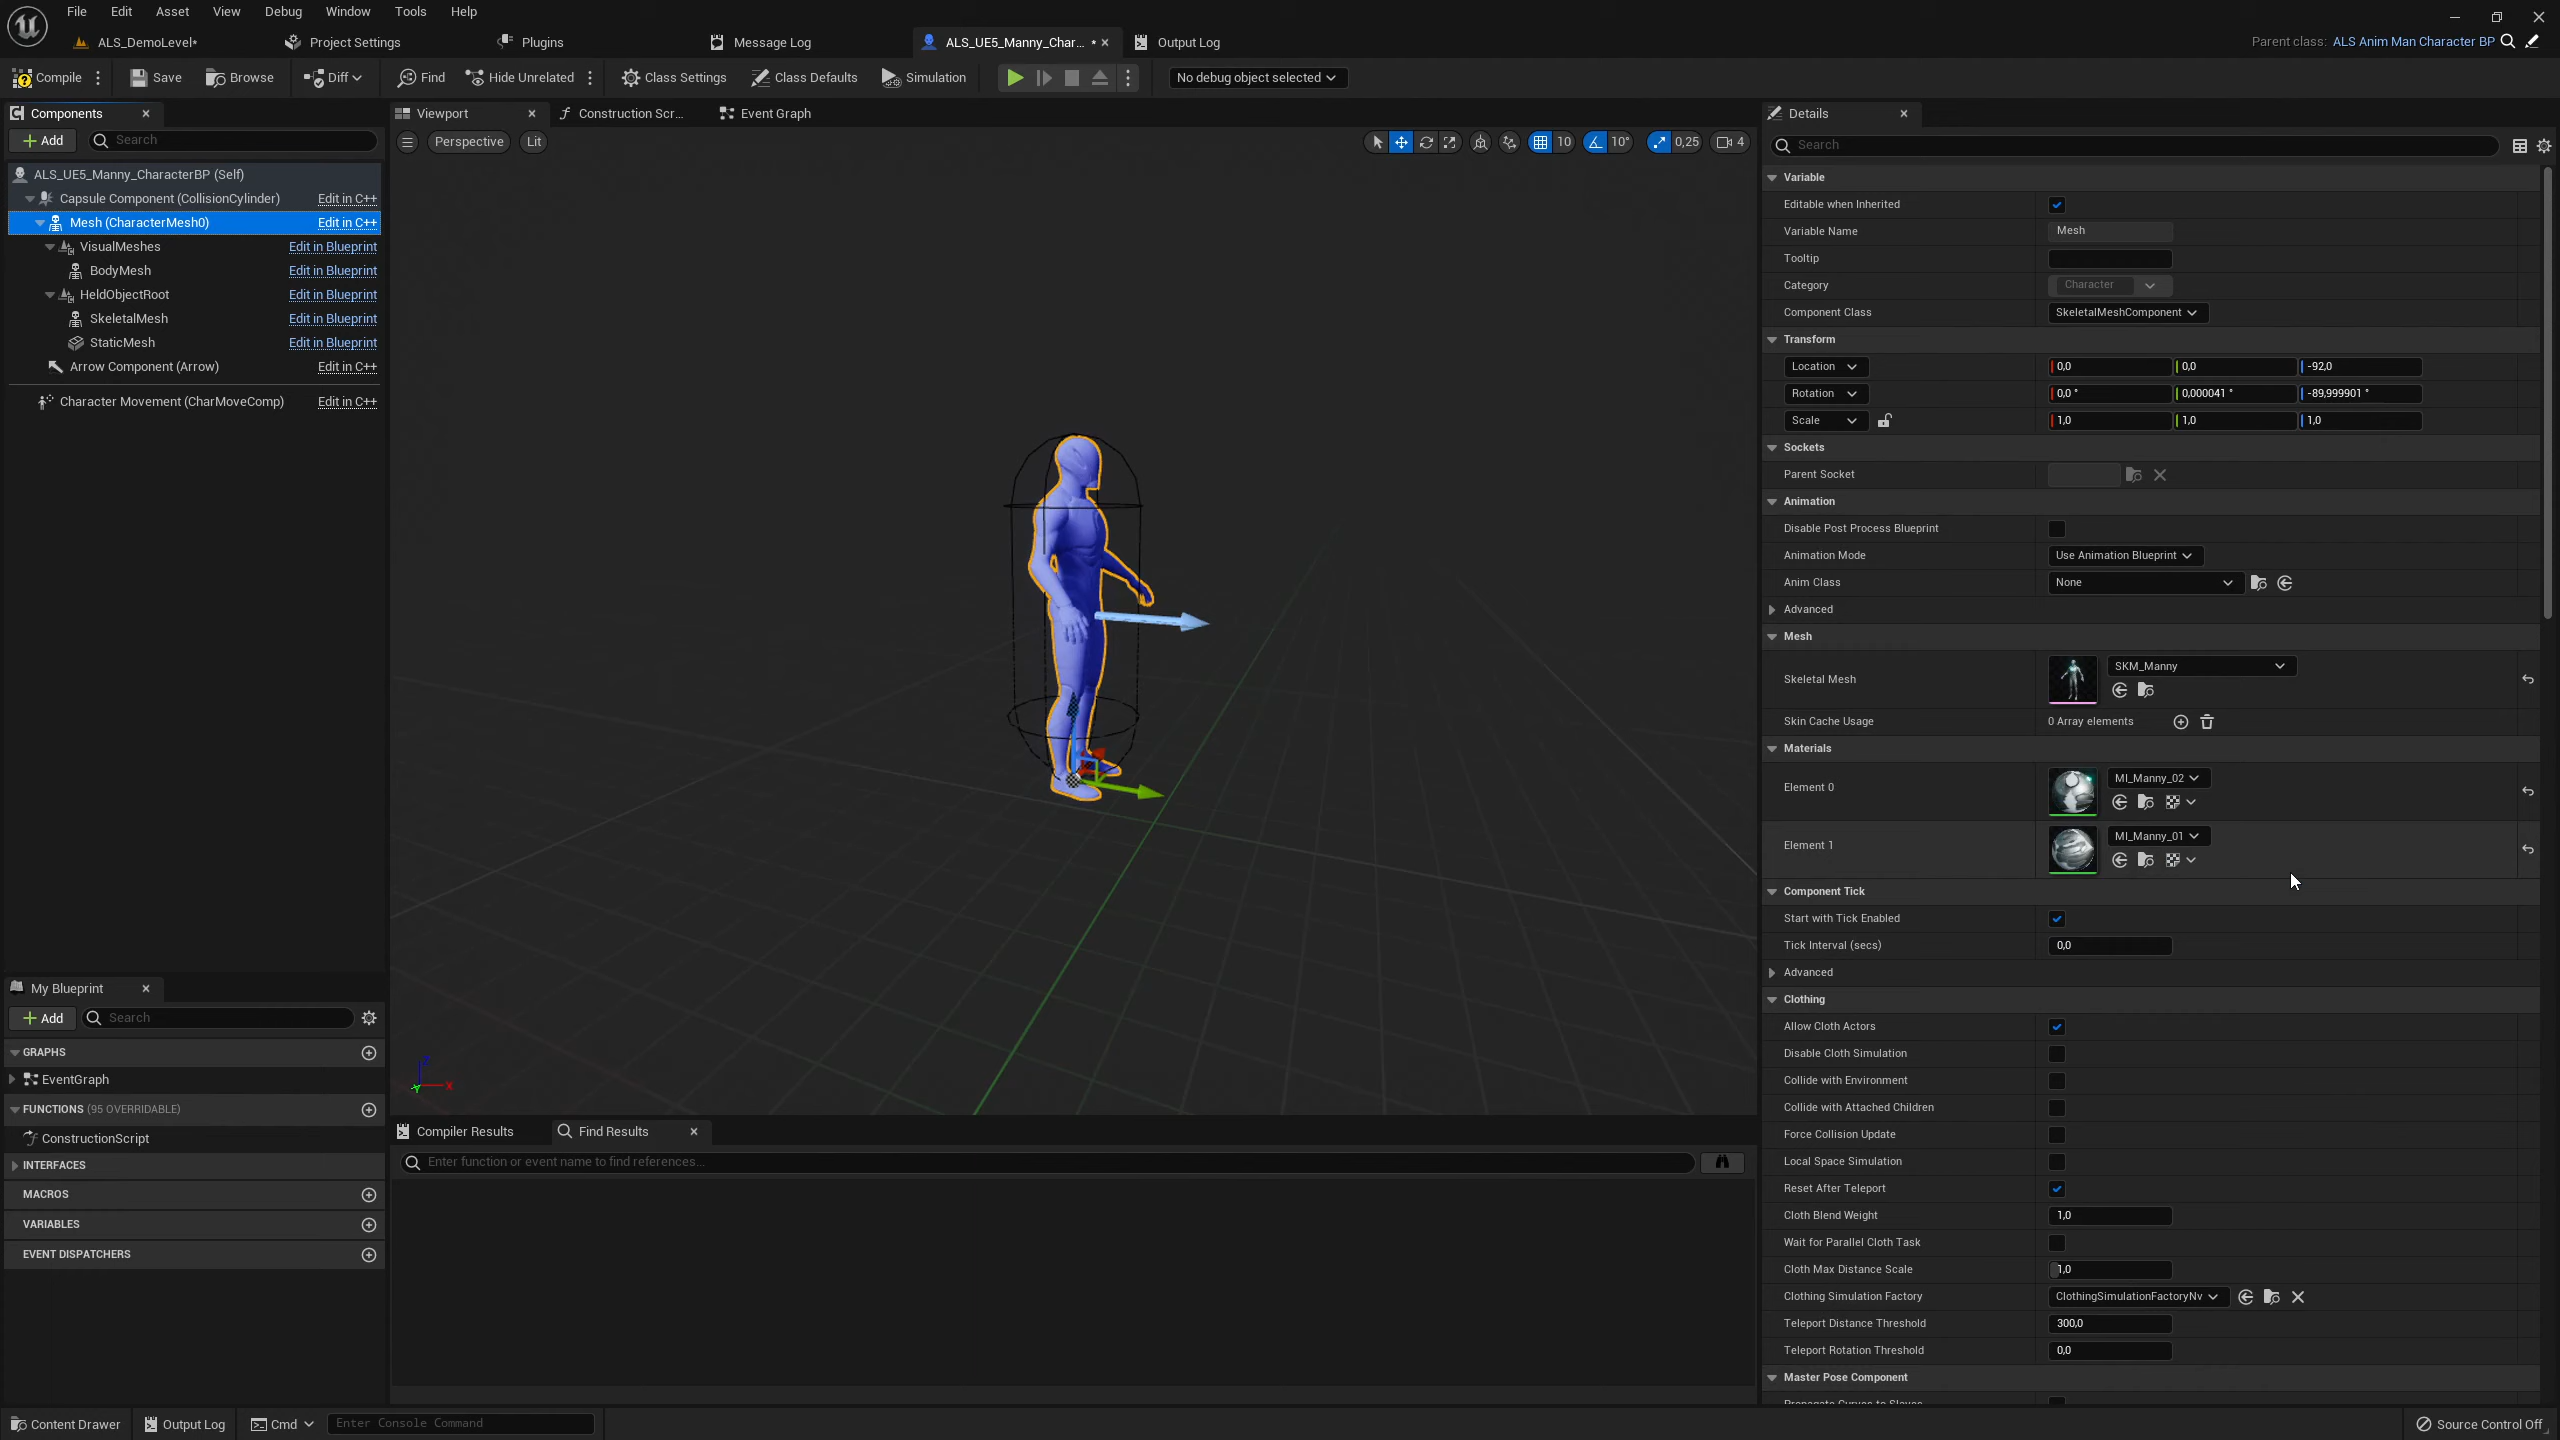 File Edit Asset View Debug Window Tools Help
ALS_DemoLevel* Project Settings Plugins Message Log ALS_UE5_Manny_Char... * Output Log
Parent class: ALS Anim Man Character BP
Compile Save Browse Diff Find Hide Unrelated Class Settings Class Defaults Simulation No debug object selected
Components
Add Search
ALS_UE5_Manny_CharacterBP (Self)
Capsule Component (CollisionCylinder) Edit in C++
Mesh (CharacterMesh0) Edit in C++
VisualMeshes Edit in Blueprint
BodyMesh Edit in Blueprint
HeldObjectRoot Edit in Blueprint
SkeletalMesh Edit in Blueprint
StaticMesh Edit in Blueprint
Arrow Component (Arrow) Edit in C++
Character Movement (CharMoveComp) Edit in C++
My Blueprint
Add Search
GRAPHS
EventGraph
FUNCTIONS (95 OVERRIDABLE)
ConstructionScript
INTERFACES
MACROS
VARIABLES
EVENT DISPATCHERS
Viewport Construction Scr... Event Graph
Perspective Lit 10 10° 0,25 4
Z
X
Y
Compiler Results Find Results
Enter function or event name to find references...
Details
Search
Variable
Editable when Inherited
Variable Name Mesh
Tooltip
Category Character
Component Class SkeletalMeshComponent
Transform
Location 0,0 0,0 -92,0
Rotation 0,0 ° 0,000041 ° -89,999901 °
Scale 1,0 1,0 1,0
Sockets
Parent Socket
Animation
Disable Post Process Blueprint
Animation Mode Use Animation Blueprint
Anim Class None
Advanced
Mesh
Skeletal Mesh SKM_Manny
Skin Cache Usage 0 Array elements
Materials
Element 0 MI_Manny_02
Element 1 MI_Manny_01
Component Tick
Start with Tick Enabled
Tick Interval (secs) 0,0
Advanced
Clothing
Allow Cloth Actors
Disable Cloth Simulation
Collide with Environment
Collide with Attached Children
Force Collision Update
Local Space Simulation
Reset After Teleport
Cloth Blend Weight 1,0
Wait for Parallel Cloth Task
Cloth Max Distance Scale 1,0
Clothing Simulation Factory ClothingSimulationFactoryNv
Teleport Distance Threshold 300,0
Teleport Rotation Threshold 0,0
Master Pose Component
Content Drawer Output Log Cmd Enter Console Command Source Control Off